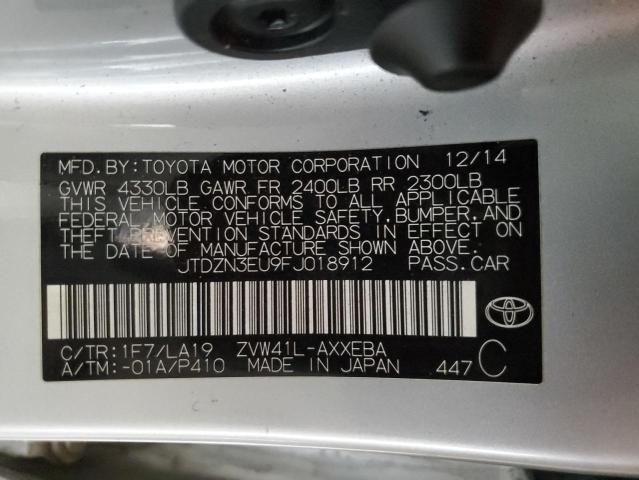 MFD.BY:TOYOTA MOTOR CORPORATION 12/14
GVWR 4330LB GAWR FR 2400LB RR 2300LB
THIS VEHICLE CONFORMS TO ALL APPLICABLE
FEDERAL MOTOR VEHICLE SAFETY, BUMPER, AND
THEFT PREVENTION STANDARDS IN EFFECT ON
THE DATE OF MANUFACTURE SHOWN ABOVE.
JTDZN3EU9FJ018912 PASS.CAR
C/TR:1F7/LA19 ZVW41L-AXXEBA
A/TM:-01A/P410 MADE IN JAPAN 447 C